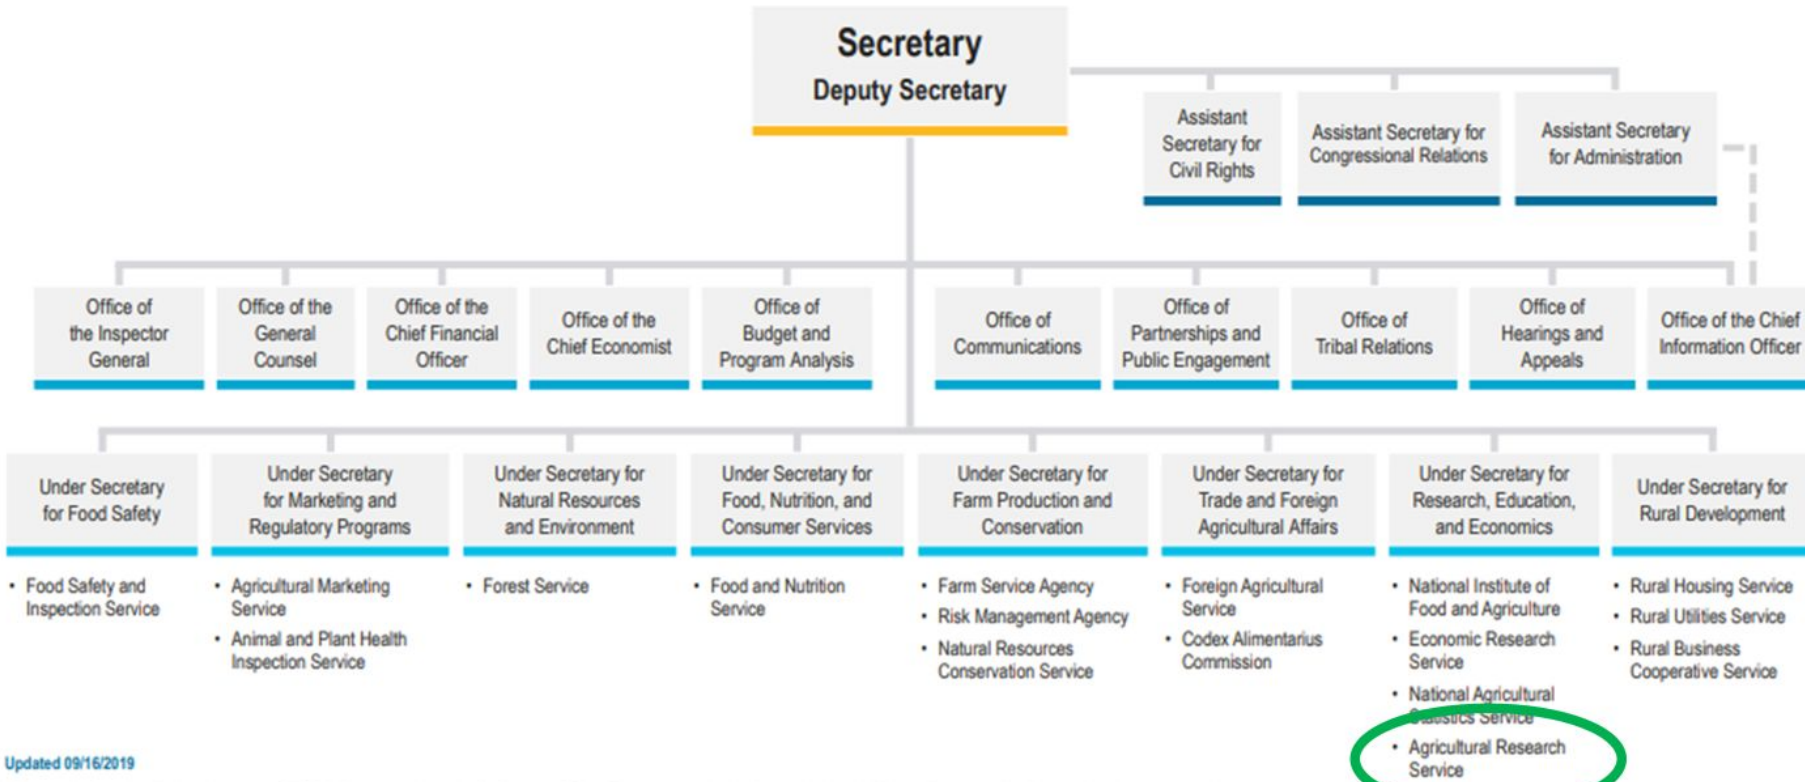 Secretary
Deputy Secretary
Assistant
Secretary for
Civil Rights
Assistant Secretary for
Congressional Relations
Assistant Secretary
for Administration
Office of
the Inspector
General
Office of the
General
Counsel
Office of the
Chief Financial
Officer
Office of the
Chief Economist
Office of
Budget and
Program Analysis
Office of
Communications
Office of
Partnerships and
Public Engagement
Office of
Tribal Relations
Office of
Hearings and
Appeals
Office of the Chief
Information Officer
Under Secretary
for Food Safety
• Food Safety and
Inspection Service
Under Secretary
for Marketing and
Regulatory Programs
• Agricultural Marketing
Service
• Animal and Plant Health
Inspection Service
Under Secretary for
Natural Resources
and Environment
• Forest Service
Under Secretary for
Food, Nutrition, and
Consumer Services
• Food and Nutrition
Service
Under Secretary for
Farm Production and
Conservation
• Farm Service Agency
• Risk Management Agency
• Natural Resources
Conservation Service
Under Secretary for
Trade and Foreign
Agricultural Affairs
• Foreign Agricultural
Service
• Codex Alimentarius
Commission
Under Secretary for
Research, Education,
and Economics
• National Institute of
Food and Agriculture
• Economic Research
Service
• National Agricultural
Statistics Service
• Agricultural Research
Service
Under Secretary for
Rural Development
• Rural Housing Service
• Rural Utilities Service
• Rural Business
Cooperative Service
Updated 09/16/2019